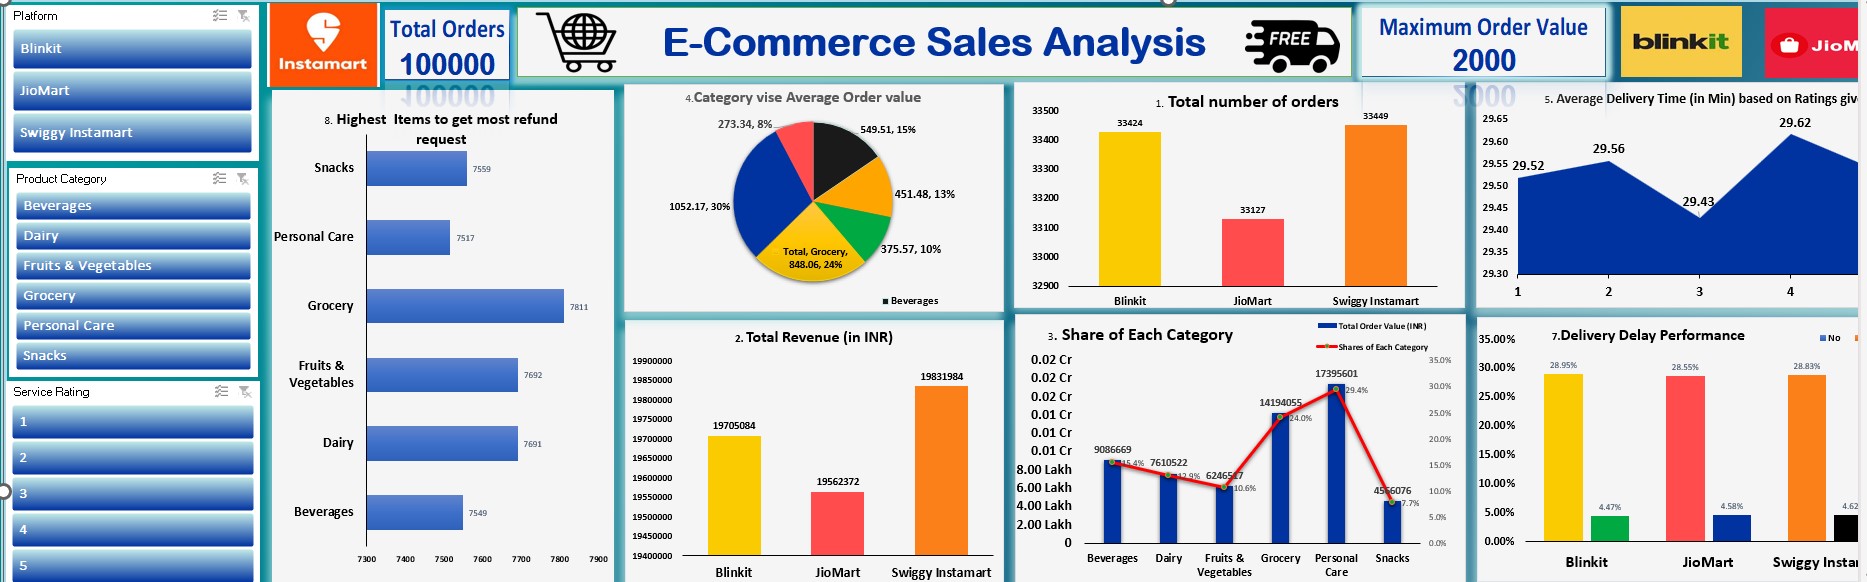 Platform
Blinkit
JioMart
Swiggy Instamart
Product Category
Beverages
Dairy
Fruits & Vegetables
Grocery
Personal Care
Snacks
Service Rating
1
2
3
4
5
Instamart
Total Orders
100000
E-Commerce Sales Analysis
FREE
Maximum Order Value
2000
blinkit
JioM
8. Highest Items to get most refund
request
Snacks
7559
Personal Care
7517
Grocery
7811
Fruits &
Vegetables
7692
Dairy
7691
Beverages
7549
7300 7400 7500 7600 7700 7800 7900
4.Category vise Average Order value
273.34, 8%
549.51, 15%
451.48, 13%
1052.17, 30%
375.57, 10%
Total, Grocery,
848.06, 24%
Beverages
2. Total Revenue (in INR)
19900000
19850000
19800000
19750000
19700000
19650000
19600000
19550000
19500000
19450000
19400000
19705084
19562372
19831984
Blinkit JioMart Swiggy Instamart
1. Total number of orders
33500
33400
33300
33200
33100
33000
32900
33424
33127
33449
Blinkit JioMart Swiggy Instamart
3. Share of Each Category
Total Order Value (INR)
Shares of Each Category
0.02 Cr
0.02 Cr
0.02 Cr
0.01 Cr
0.01 Cr
0.01 Cr
8.00 Lakh
6.00 Lakh
4.00 Lakh
2.00 Lakh
0
35.0%
30.0%
25.0%
20.0%
15.0%
10.0%
5.0%
0.0%
9086669
15.4%
7610522
12.9%
6246517
10.6%
14194055
24.0%
17395601
29.4%
4566076
7.7%
Beverages Dairy Fruits & Vegetables Grocery Personal Care Snacks
5. Average Delivery Time (in Min) based on Ratings give
29.65
29.60
29.55
29.50
29.45
29.40
29.35
29.30
29.52
29.56
29.43
29.62
1 2 3 4
7.Delivery Delay Performance
No
35.00%
30.00%
25.00%
20.00%
15.00%
10.00%
5.00%
0.00%
28.95%
4.47%
28.55%
4.58%
28.83%
4.62
Blinkit JioMart Swiggy Instar